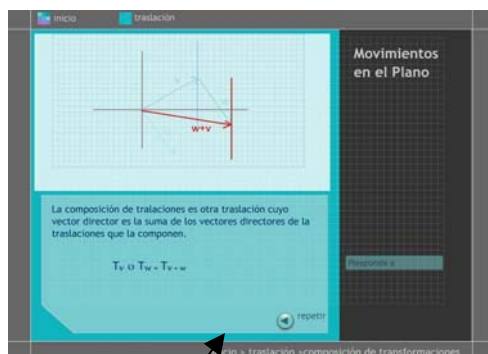 inicio
traslación
Movimientos
en el Plano
v
w+v
La composición de tralaciones es otra traslación cuyo
vector director es la suma de los vectores directores de la
traslaciones que la componen.
Tv o Tw = Tv + w
Responde a
repetir
> traslación >composición de transformaciones